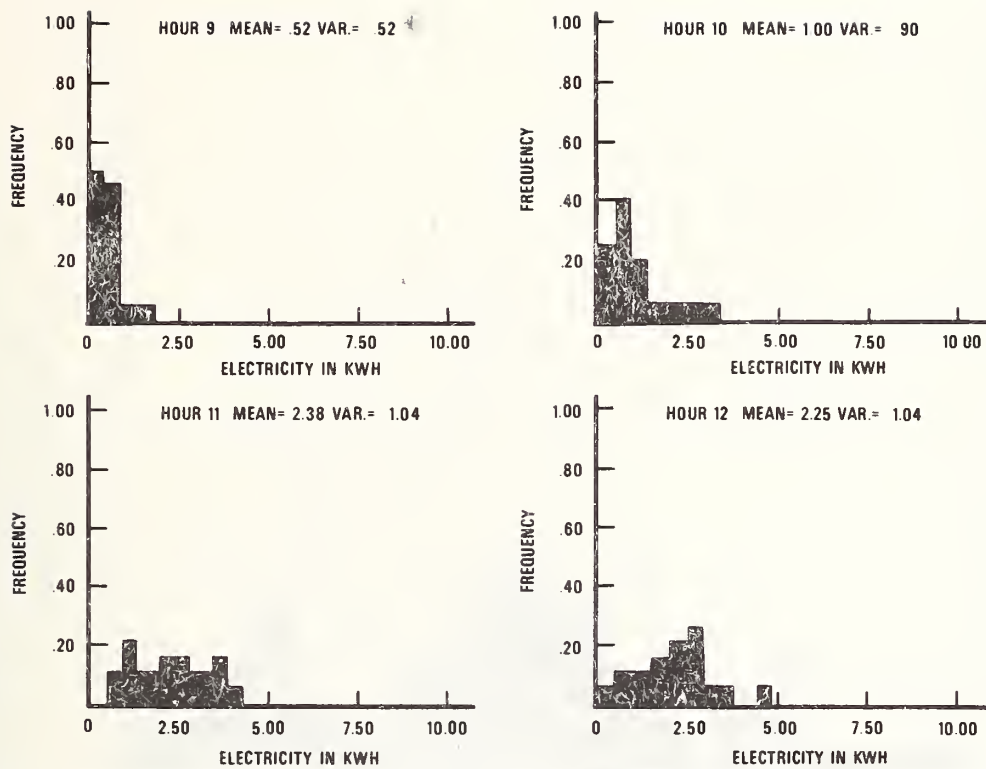 HOUR 9 MEAN= .52 VAR.= .52
1.00
.80
.60
.40
.20
FREQUENCY
0 2.50 5.00 7.50 10.00
ELECTRICITY IN KWH
HOUR 10 MEAN= 1.00 VAR.= 90
1.00
.80
.60
.40
.20
FREQUENCY
0 2.50 5.00 7.50 10.00
ELECTRICITY IN KWH
HOUR 11 MEAN= 2.38 VAR.= 1.04
1.00
.80
.60
.40
.20
FREQUENCY
0 2.50 5.00 7.50 10.00
ELECTRICITY IN KWH
HOUR 12 MEAN= 2.25 VAR.= 1.04
1.00
.80
.60
.40
.20
FREQUENCY
0 2.50 5.00 7.50 10.00
ELECTRICITY IN KWH